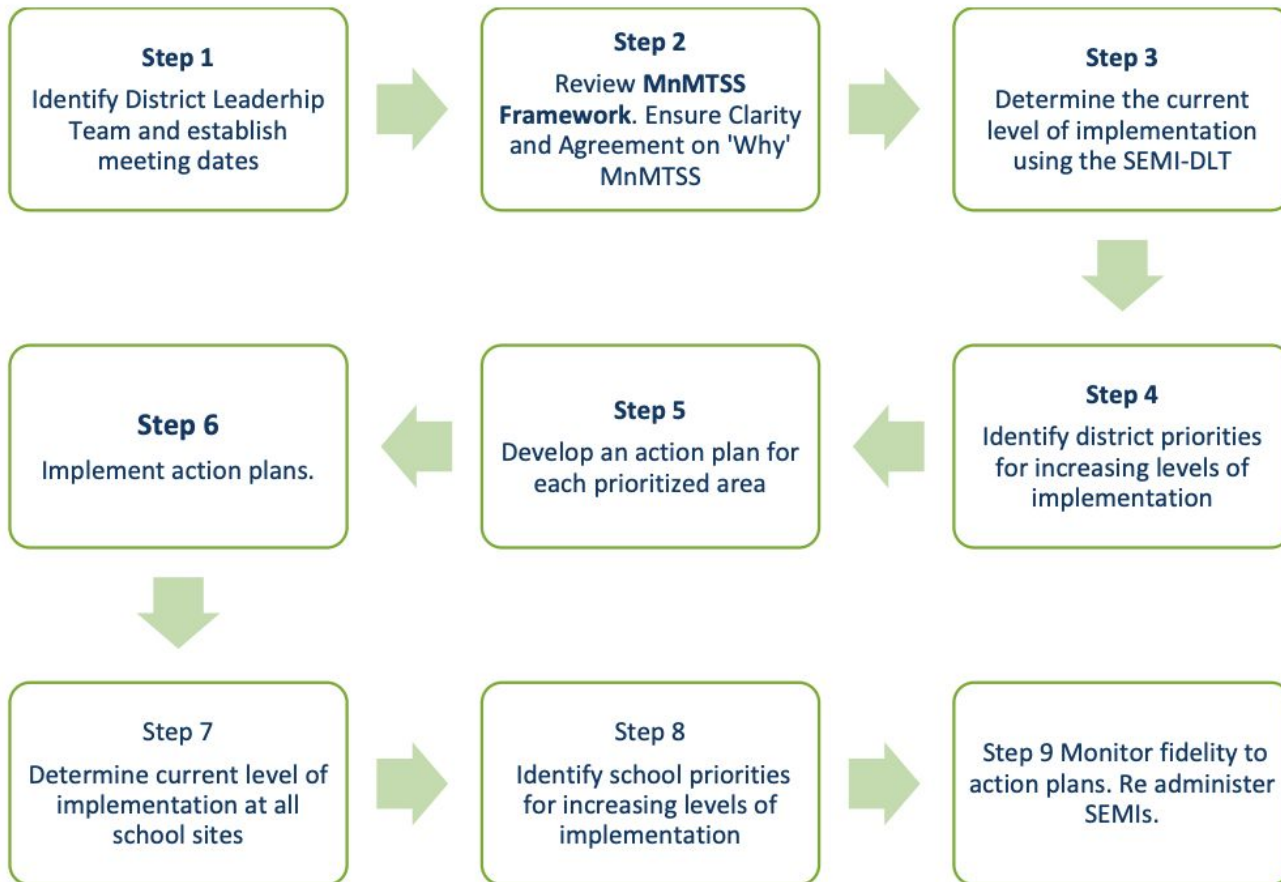 Step 1
Identify District Leaderhip
Team and establish
meeting dates
Step 2
Review MnMTSS
Framework. Ensure Clarity
and Agreement on 'Why'
MnMTSS
Step 3
Determine the current
level of implementation
using the SEMI-DLT
Step 4
Identify district priorities
for increasing levels of
implementation
Step 5
Develop an action plan for
each prioritized area
Step 6
Implement action plans.
Step 7
Determine current level of
implementation at all
school sites
Step 8
Identify school priorities
for increasing levels of
implementation
Step 9 Monitor fidelity to
action plans. Re administer
SEMIs.